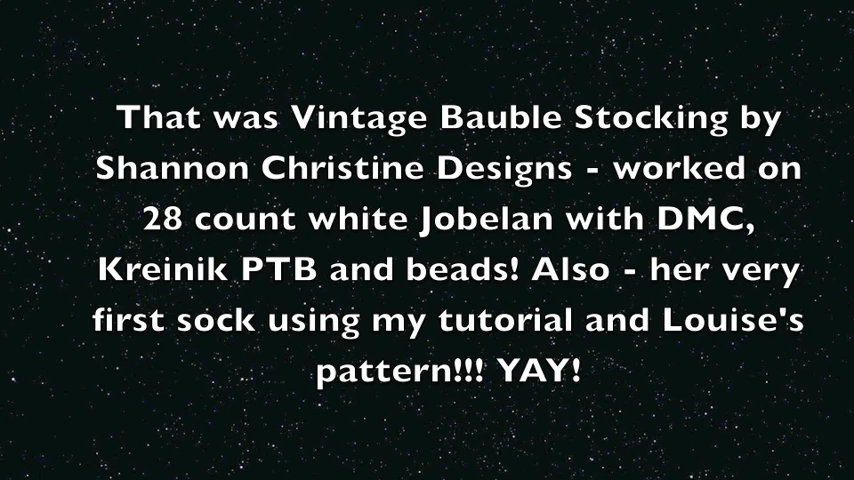 That was Vintage Bauble Stocking by
Shannon Christine Designs - worked on
28 count white Jobelan with DMC,
Kreinik PTB and beads! Also - her very
first sock using my tutorial and Louise's
pattern!!! YAY!